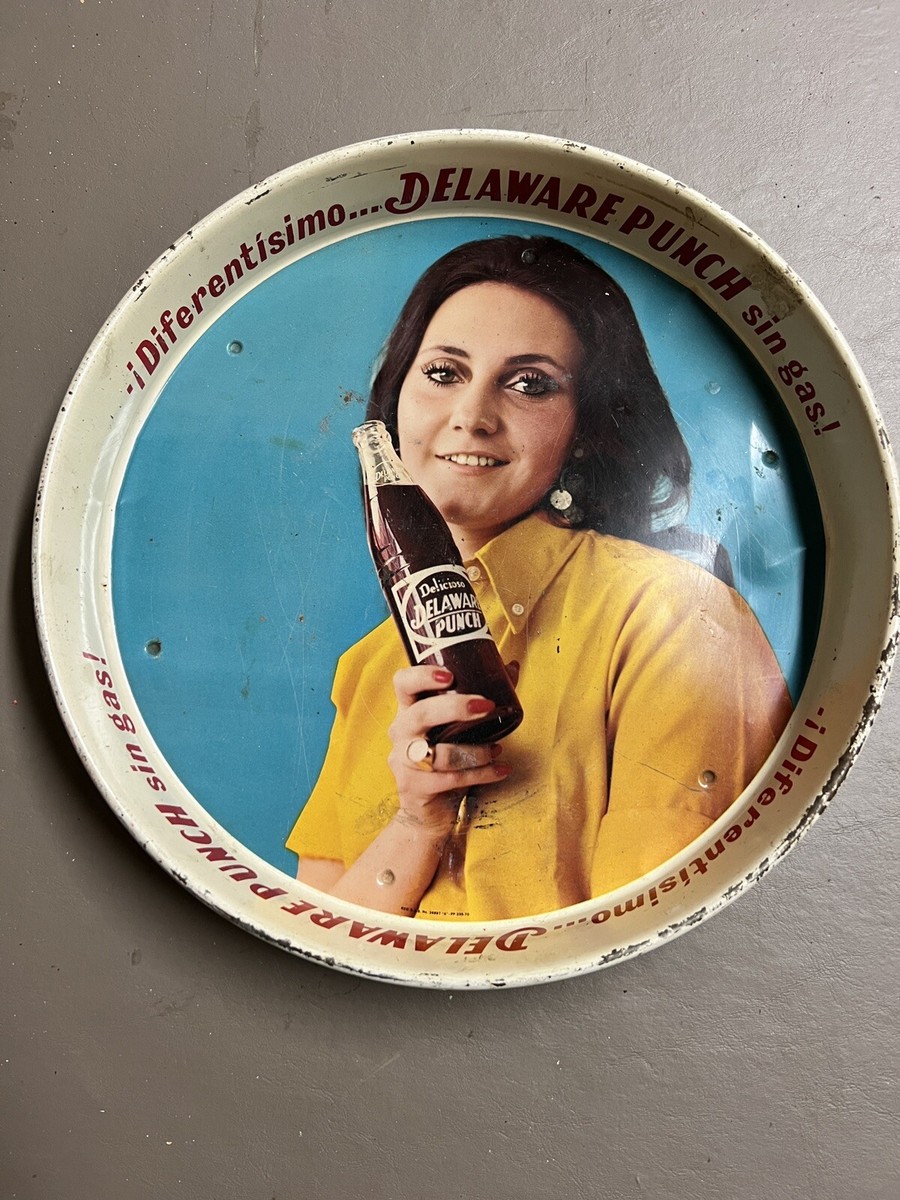 ¡Diferentísimo... DELAWARE PUNCH sin gas!
Delicioso
DELAWARE
PUNCH
¡Diferentísimo... DELAWARE PUNCH sin gas!